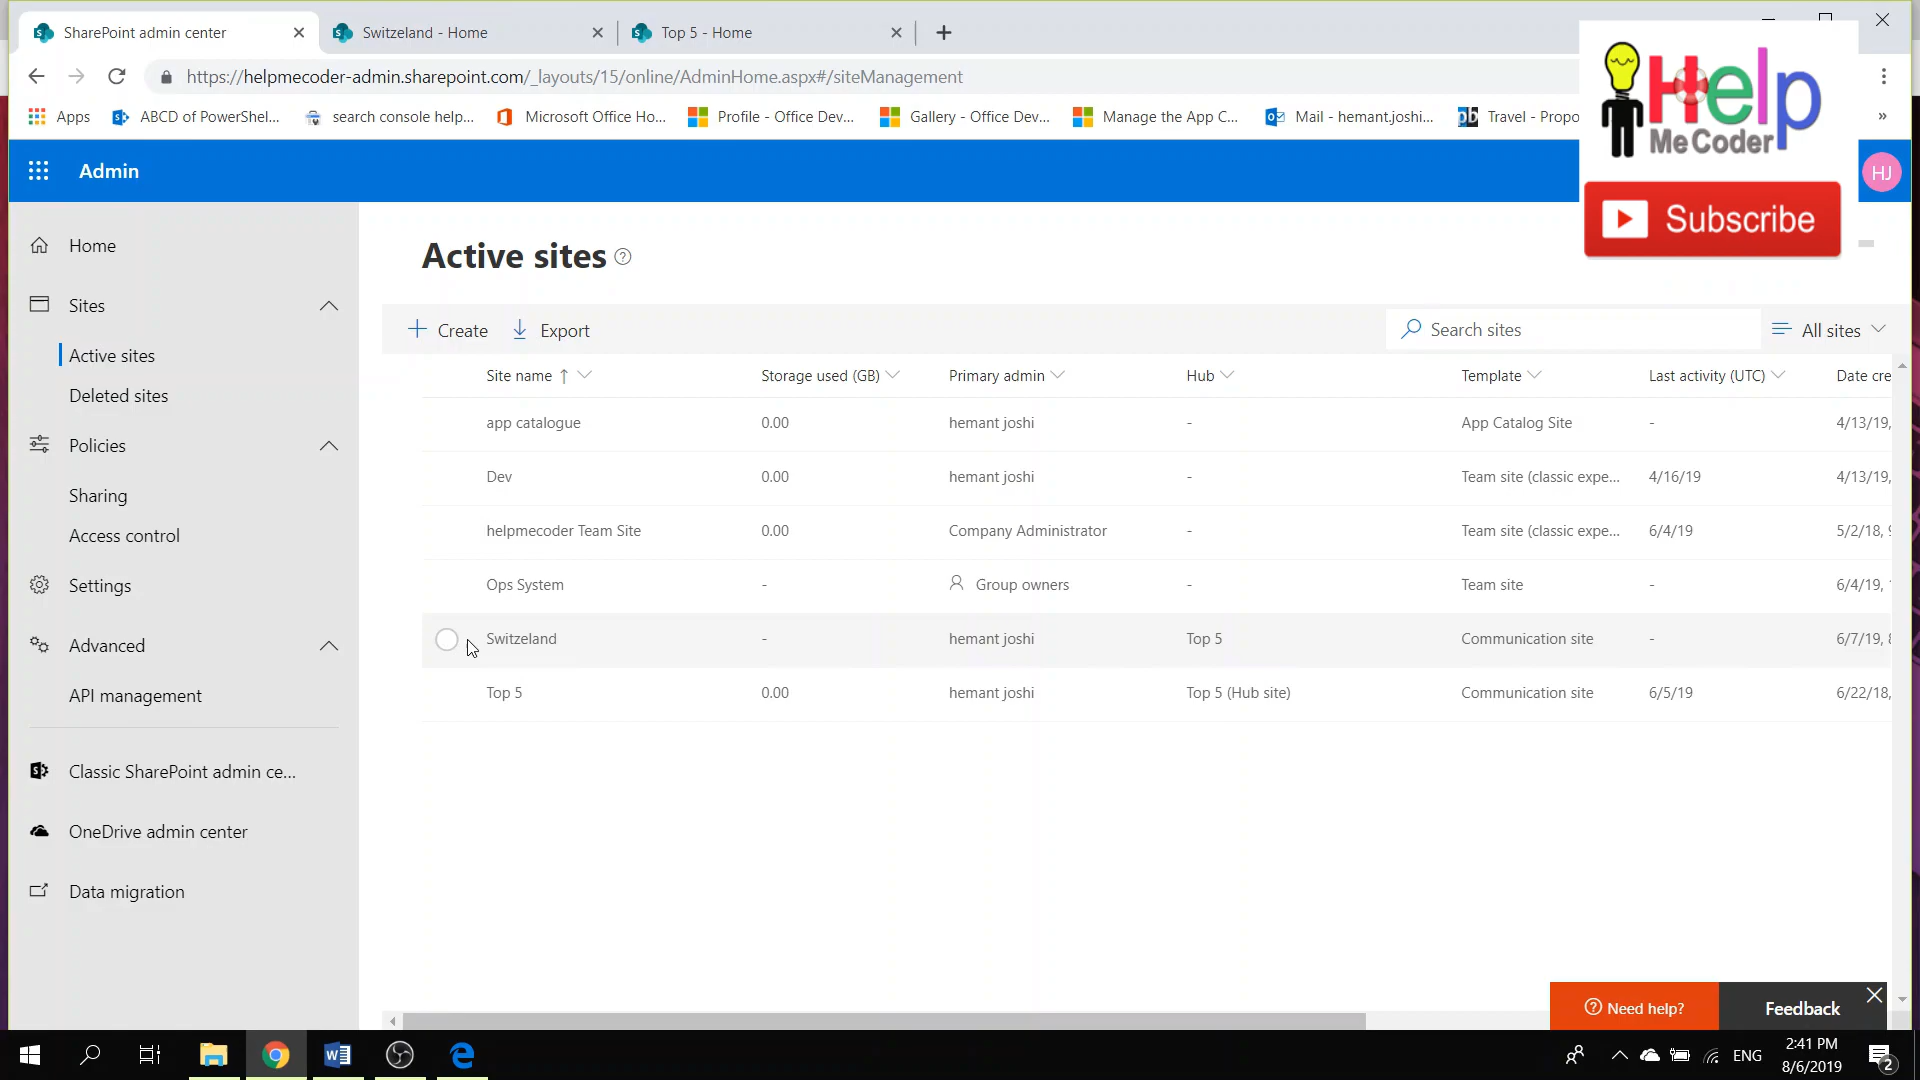 SharePoint admin center
Switzeland - Home
Top 5 - Home
https://helpmecoder-admin.sharepoint.com/_layouts/15/online/AdminHome.aspx#/siteManagement
Apps
ABCD of PowerShel...
search console help...
Microsoft Office Ho...
Profile - Office Dev...
Gallery - Office Dev...
Manage the App C...
Mail - hemant.joshi...
Travel - Propo
Help
MeCoder
Subscribe
Admin
HJ
Home
Sites
Active sites
Deleted sites
Policies
Sharing
Access control
Settings
Advanced
API management
Classic SharePoint admin ce...
OneDrive admin center
Data migration
Active sites
Create
Export
Search sites
All sites
Site name Storage used (GB) Primary admin Hub Template Last activity (UTC) Date cre
app catalogue 0.00 hemant joshi - App Catalog Site - 4/13/19,
Dev 0.00 hemant joshi - Team site (classic expe... 4/16/19 4/13/19,
helpmecoder Team Site 0.00 Company Administrator - Team site (classic expe... 6/4/19 5/2/18,
Ops System - Group owners - Team site - 6/4/19,
Switzeland - hemant joshi Top 5 Communication site - 6/7/19,
Top 5 0.00 hemant joshi Top 5 (Hub site) Communication site 6/5/19 6/22/18,
Need help?
Feedback
ENG
2:41 PM
8/6/2019
2